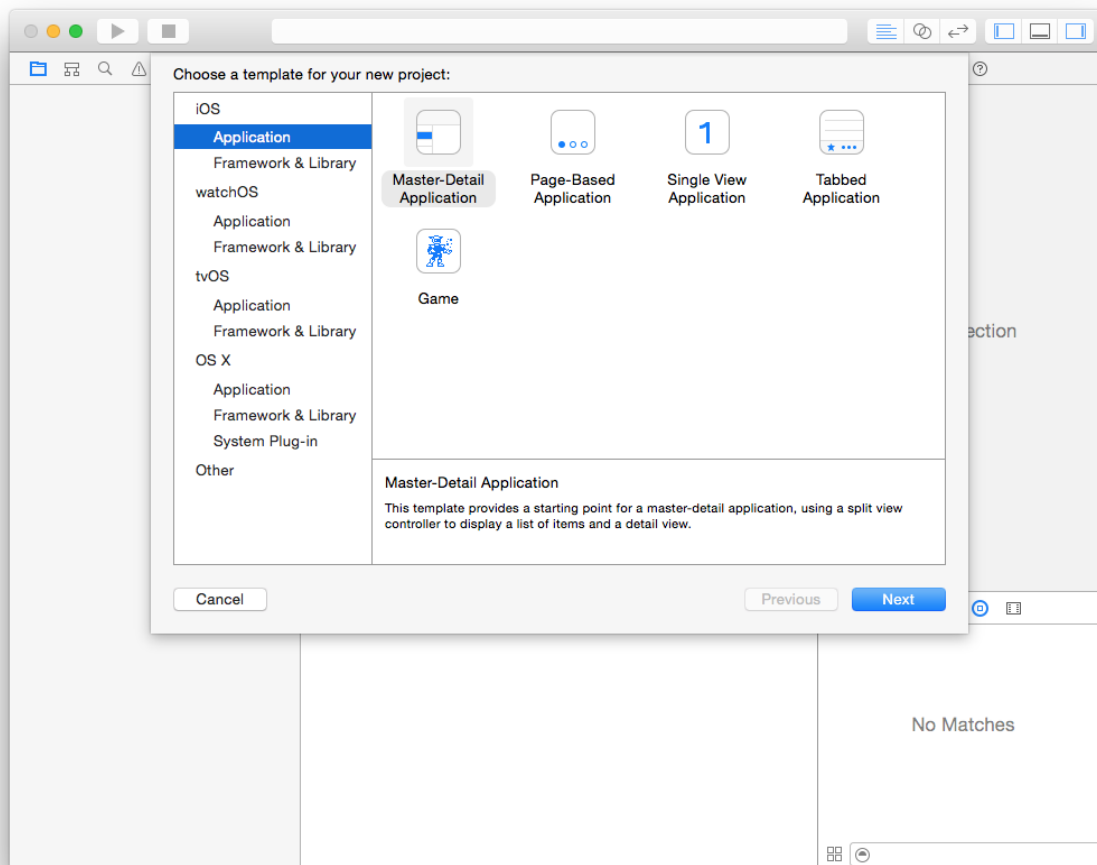 Choose a template for your new project:
iOS
Application
Framework & Library
watchOS
Application
Framework & Library
tvOS
Application
Framework & Library
OS X
Application
Framework & Library
System Plug-in
Other
Master-Detail
Application
Page-Based
Application
1
Single View
Application
Tabbed
Application
Game
Master-Detail Application
This template provides a starting point for a master-detail application, using a split view
controller to display a list of items and a detail view.
Cancel
Previous
Next
ection
No Matches